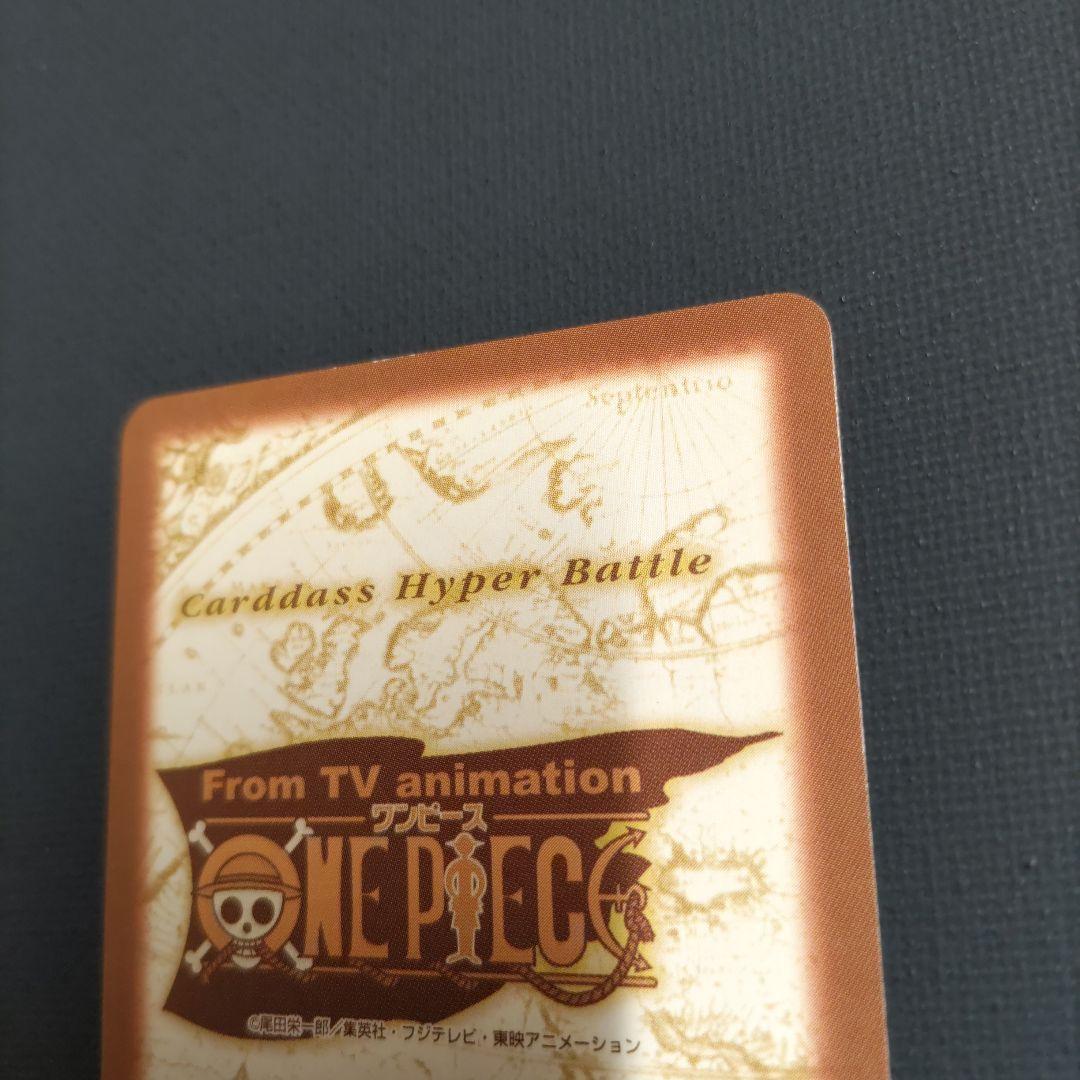 Septentrio
Carddass Hyper Battle
From TV animation
ワンピース
ONE PIECE
©尾田栄一郎／集英社・フジテレビ・東映アニメーション